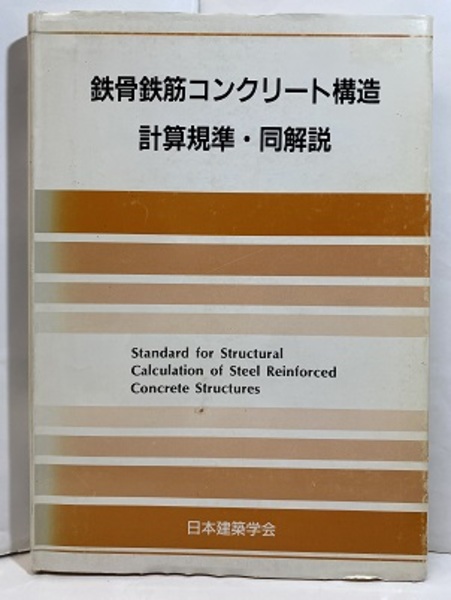 鉄骨鉄筋コンクリート構造
計算規準・同解説
Standard for Structural
Calculation of Steel Reinforced
Concrete Structures
日本建築学会